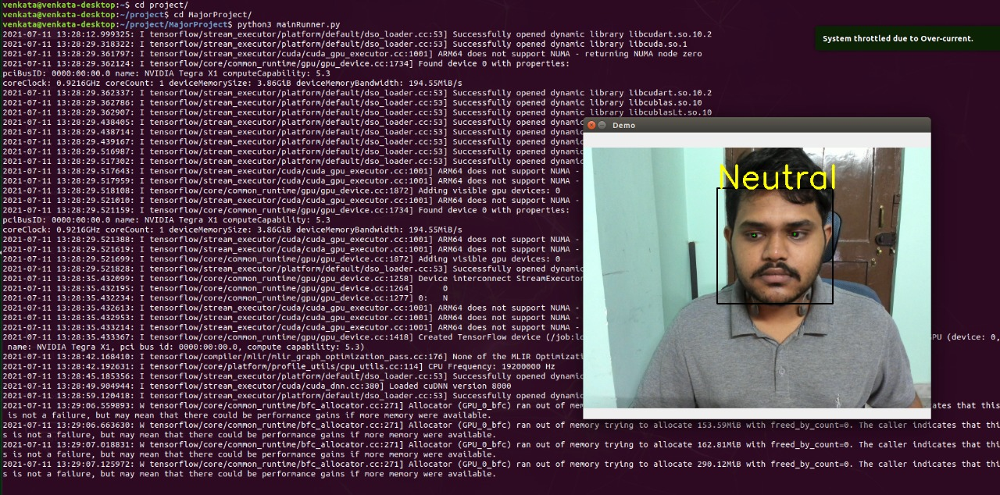 venkata@venkata-desktop:~$ cd project/
venkata@venkata-desktop:~/project$ cd MajorProject/
venkata@venkata-desktop:~/project/MajorProject$ python3 mainRunner.py
2021-07-11 13:28:12.999325: I tensorflow/stream_executor/platform/default/dso_loader.cc:53] Successfully opened dynamic library libcudart.so.10.2
System throttled due to Over-current.
2021-07-11 13:28:29.318322: I tensorflow/stream_executor/platform/default/dso_loader.cc:53] Successfully opened dynamic library libcuda.so.1
2021-07-11 13:28:29.361797: I tensorflow/stream_executor/cuda/cuda_gpu_executor.cc:1001] ARM64 does not support NUMA - returning NUMA node zero
2021-07-11 13:28:29.362124: I tensorflow/core/common_runtime/gpu/gpu_device.cc:1734] Found device 0 with properties:
pciBusID: 0000:00:00.0 name: NVIDIA Tegra X1 computeCapability: 5.3
coreClock: 0.9216GHz coreCount: 1 deviceMemorySize: 3.86GiB deviceMemoryBandwidth: 194.55MiB/s
2021-07-11 13:28:29.362337: I tensorflow/stream_executor/platform/default/dso_loader.cc:53] Successfully opened dynamic library libcudart.so.10.2
2021-07-11 13:28:29.362786: I tensorflow/stream_executor/platform/default/dso_loader.cc:53] Successfully opened dynamic library libcublas.so.10
2021-07-11 13:28:29.362907: I tensorflow/stream_executor/platform/default/dso_loader.cc:53] Successfully opened dynamic library libcublasLt.so.10
2021-07-11 13:28:29.438405: I tensorflow/stream_executor/platform/default/dso_loader.cc:53] Successfully opened dynamic
2021-07-11 13:28:29.438714: I tensorflow/stream_executor/platform/default/dso_loader.cc:53] Successfully opened dynamic
2021-07-11 13:28:29.439167: I tensorflow/stream_executor/platform/default/dso_loader.cc:53] Successfully opened dynamic
2021-07-11 13:28:29.516987: I tensorflow/stream_executor/platform/default/dso_loader.cc:53] Successfully opened dynamic
2021-07-11 13:28:29.517302: I tensorflow/stream_executor/platform/default/dso_loader.cc:53] Successfully opened dynamic
2021-07-11 13:28:29.517643: I tensorflow/stream_executor/cuda/cuda_gpu_executor.cc:1001] ARM64 does not support NUMA -
2021-07-11 13:28:29.517959: I tensorflow/stream_executor/cuda/cuda_gpu_executor.cc:1001] ARM64 does not support NUMA -
2021-07-11 13:28:29.518108: I tensorflow/core/common_runtime/gpu/gpu_device.cc:1872] Adding visible gpu devices: 0
2021-07-11 13:28:29.521010: I tensorflow/stream_executor/cuda/cuda_gpu_executor.cc:1001] ARM64 does not support NUMA -
2021-07-11 13:28:29.521159: I tensorflow/core/common_runtime/gpu/gpu_device.cc:1734] Found device 0 with properties:
pciBusID: 0000:00:00.0 name: NVIDIA Tegra X1 computeCapability: 5.3
coreClock: 0.9216GHz coreCount: 1 deviceMemorySize: 3.86GiB deviceMemoryBandwidth: 194.55MiB/s
2021-07-11 13:28:29.521388: I tensorflow/stream_executor/cuda/cuda_gpu_executor.cc:1001] ARM64 does not support NUMA -
2021-07-11 13:28:29.521619: I tensorflow/stream_executor/cuda/cuda_gpu_executor.cc:1001] ARM64 does not support NUMA -
2021-07-11 13:28:29.521699: I tensorflow/core/common_runtime/gpu/gpu_device.cc:1872] Adding visible gpu devices: 0
2021-07-11 13:28:29.521828: I tensorflow/stream_executor/platform/default/dso_loader.cc:53] Successfully opened dynamic
2021-07-11 13:28:35.432099: I tensorflow/core/common_runtime/gpu/gpu_device.cc:1258] Device interconnect StreamExecutor
2021-07-11 13:28:35.432195: I tensorflow/core/common_runtime/gpu/gpu_device.cc:1264] 0
2021-07-11 13:28:35.432234: I tensorflow/core/common_runtime/gpu/gpu_device.cc:1277] 0: N
2021-07-11 13:28:35.432613: I tensorflow/stream_executor/cuda/cuda_gpu_executor.cc:1001] ARM64 does not support NUMA -
2021-07-11 13:28:35.432953: I tensorflow/stream_executor/cuda/cuda_gpu_executor.cc:1001] ARM64 does not support NUMA -
2021-07-11 13:28:35.433214: I tensorflow/stream_executor/cuda/cuda_gpu_executor.cc:1001] ARM64 does not support NUMA -
2021-07-11 13:28:35.433367: I tensorflow/core/common_runtime/gpu/gpu_device.cc:1418] Created TensorFlow device (/job:lo PU (device: 0,
name: NVIDIA Tegra X1, pci bus id: 0000:00:00.0, compute capability: 5.3)
2021-07-11 13:28:42.168410: I tensorflow/compiler/mlir/mlir_graph_optimization_pass.cc:176] None of the MLIR Optimizati
2021-07-11 13:28:42.192631: I tensorflow/core/platform/profile_utils/cpu_utils.cc:114] CPU Frequency: 19200000 Hz
2021-07-11 13:28:45.185356: I tensorflow/stream_executor/platform/default/dso_loader.cc:53] Successfully opened dynamic
2021-07-11 13:28:49.904944: I tensorflow/stream_executor/cuda/cuda_dnn.cc:380] Loaded cuDNN version 8000
2021-07-11 13:28:59.120418: I tensorflow/stream_executor/platform/default/dso_loader.cc:53] Successfully opened dynamic
2021-07-11 13:29:06.559893: W tensorflow/core/common_runtime/bfc_allocator.cc:271] Allocator (GPU_0_bfc) ran out of mem ates that this
is not a failure, but may mean that there could be performance gains if more memory were available.
2021-07-11 13:29:06.663630: W tensorflow/core/common_runtime/bfc_allocator.cc:271] Allocator (GPU_0_bfc) ran out of memory trying to allocate 153.59MiB with freed_by_count=0. The caller indicates that thi
s is not a failure, but may mean that there could be performance gains if more memory were available.
2021-07-11 13:29:07.018831: W tensorflow/core/common_runtime/bfc_allocator.cc:271] Allocator (GPU_0_bfc) ran out of memory trying to allocate 162.81MiB with freed_by_count=0. The caller indicates that thi
s is not a failure, but may mean that there could be performance gains if more memory were available.
2021-07-11 13:29:07.125972: W tensorflow/core/common_runtime/bfc_allocator.cc:271] Allocator (GPU_0_bfc) ran out of memory trying to allocate 290.12MiB with freed_by_count=0. The caller indicates that thi
s is not a failure, but may mean that there could be performance gains if more memory were available.
Demo
Neutral